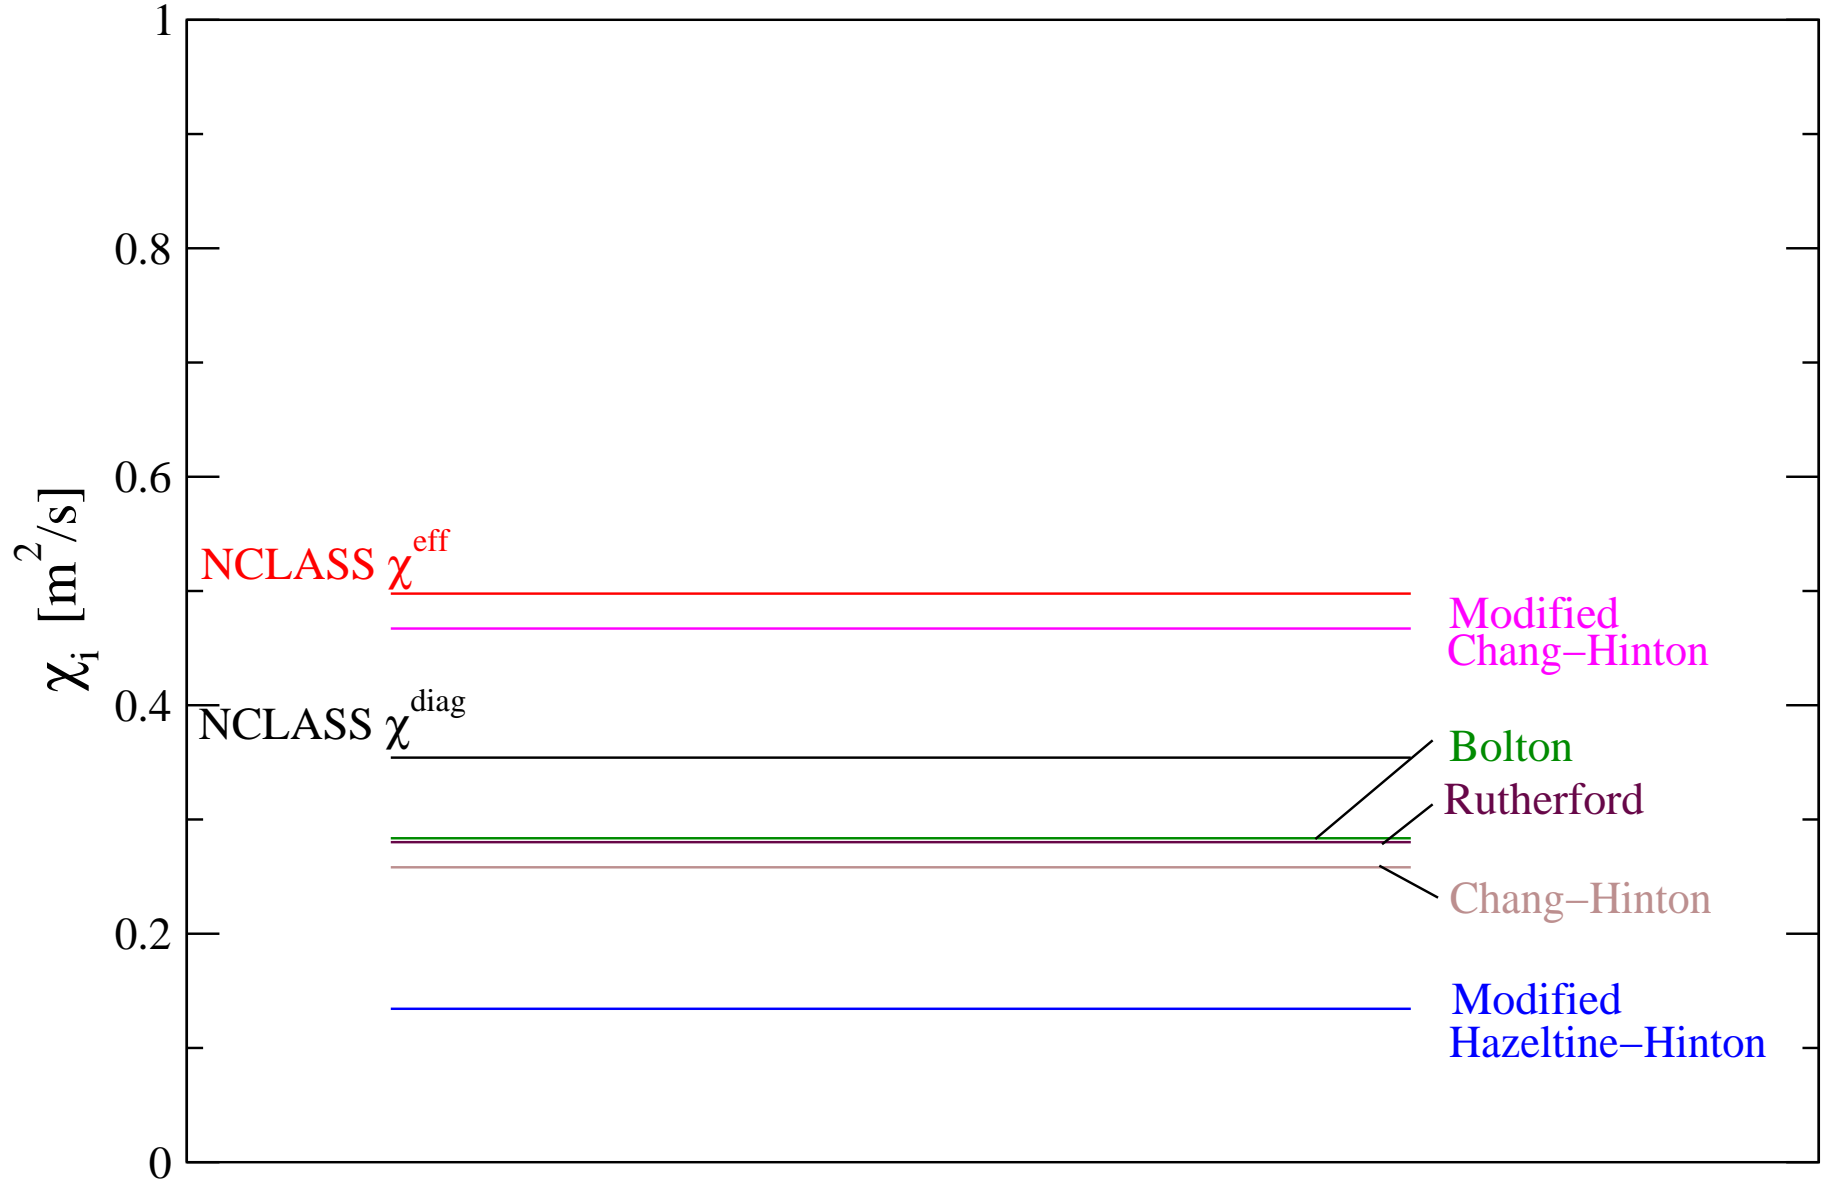 1
0.8
0.6
0.4
0.2
0
χi [m2/s]
NCLASS χeff
Modified
Chang−Hinton
NCLASS χdiag
Bolton
Rutherford
Chang−Hinton
Modified
Hazeltine−Hinton